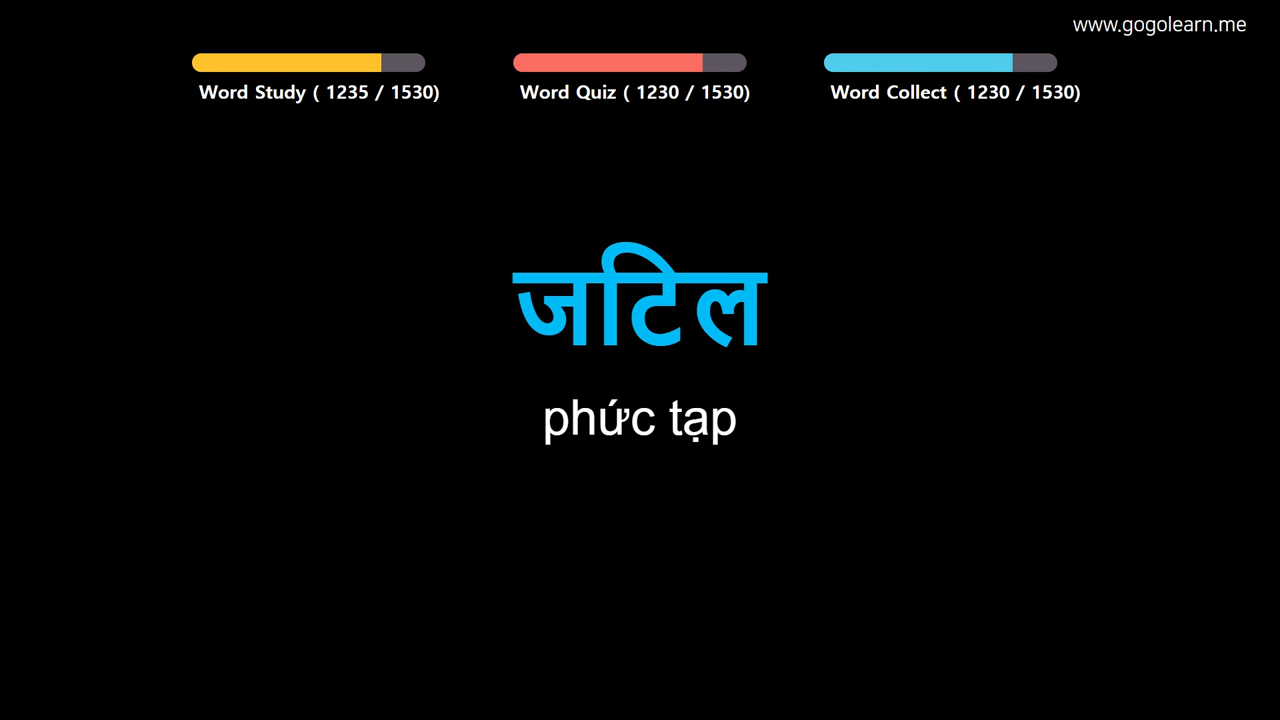 www.gogolearn.me
Word Study ( 1235 / 1530)
Word Quiz ( 1230 / 1530)
Word Collect ( 1230 / 1530)
जटिल
phức tạp